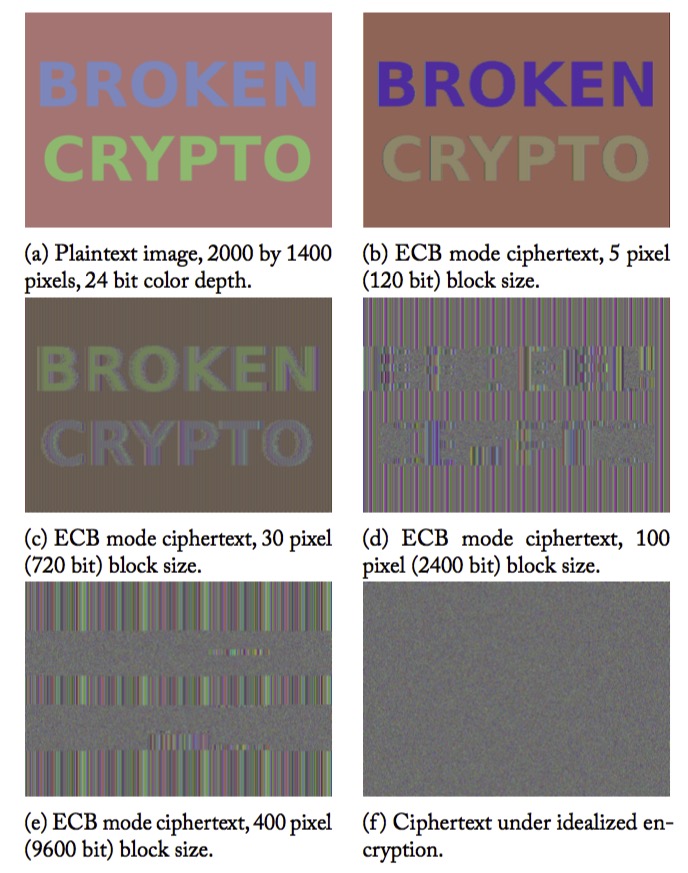 BROKEN
CRYPTO
BROKEN
CRYPTO
(a) Plaintext image, 2000 by 1400
pixels, 24 bit color depth.
(b) ECB mode ciphertext, 5 pixel
(120 bit) block size.
BROKEN
CRYPTO
(c) ECB mode ciphertext, 30 pixel
(720 bit) block size.
(d) ECB mode ciphertext, 100
pixel (2400 bit) block size.
(e) ECB mode ciphertext, 400 pixel
(9600 bit) block size.
(f) Ciphertext under idealized en-
cryption.